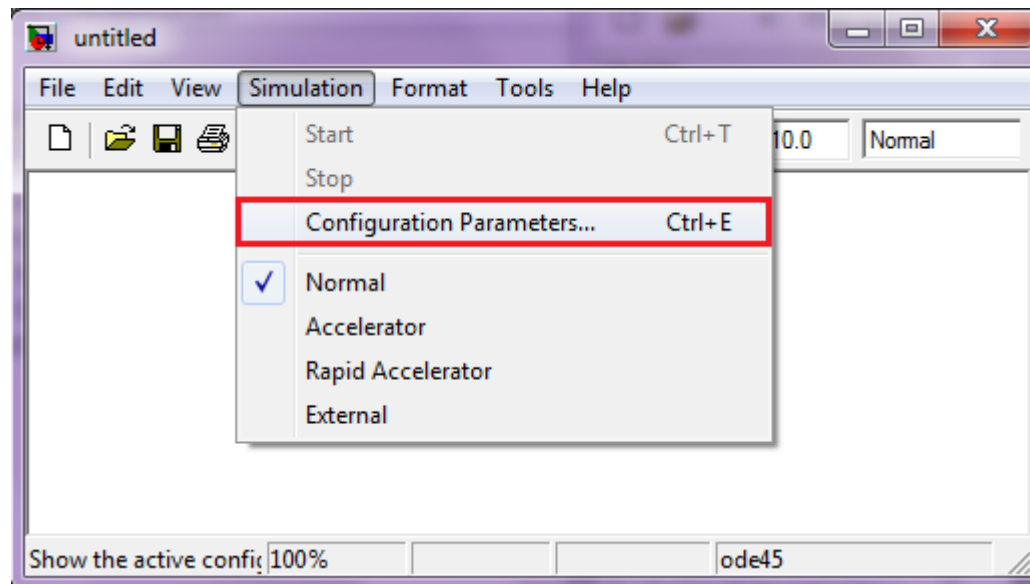 untitled
File Edit View Simulation Format Tools Help
10.0 Normal
Start Ctrl+T
Stop
Configuration Parameters... Ctrl+E
Normal
Accelerator
Rapid Accelerator
External
Show the active config 100% ode45